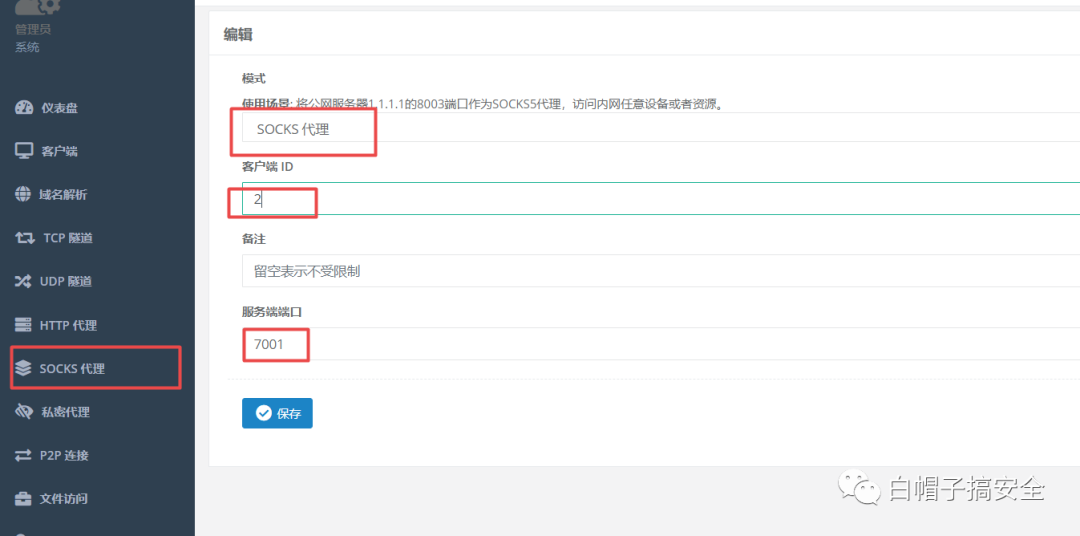 管理员
系统
仪表盘
客户端
域名解析
TCP 隧道
UDP 隧道
HTTP 代理
SOCKS 代理
私密代理
P2P 连接
文件访问
编辑
模式
使用场景: 将公网服务器1.1.1.1的8003端口作为SOCKS5代理，访问内网任意设备或者资源。
SOCKS 代理
客户端 ID
2
备注
留空表示不受限制
服务端端口
7001
保存
白帽子搞安全